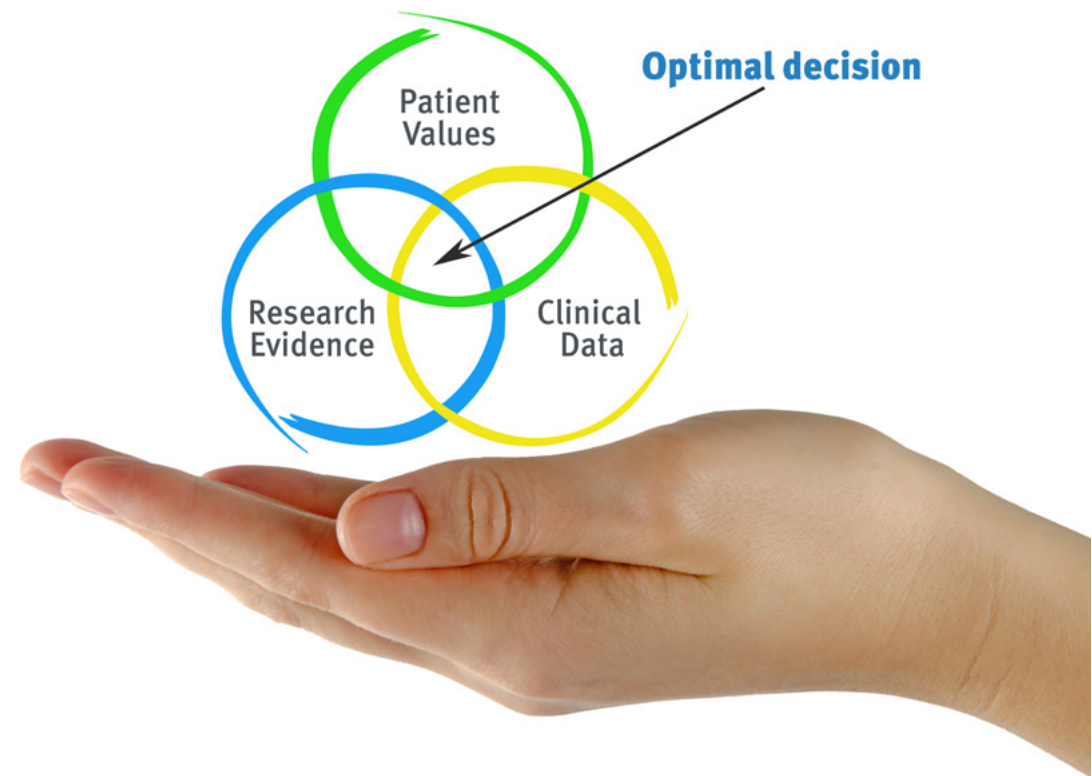 Optimal decision
Patient
Values
Research
Evidence
Clinical
Data